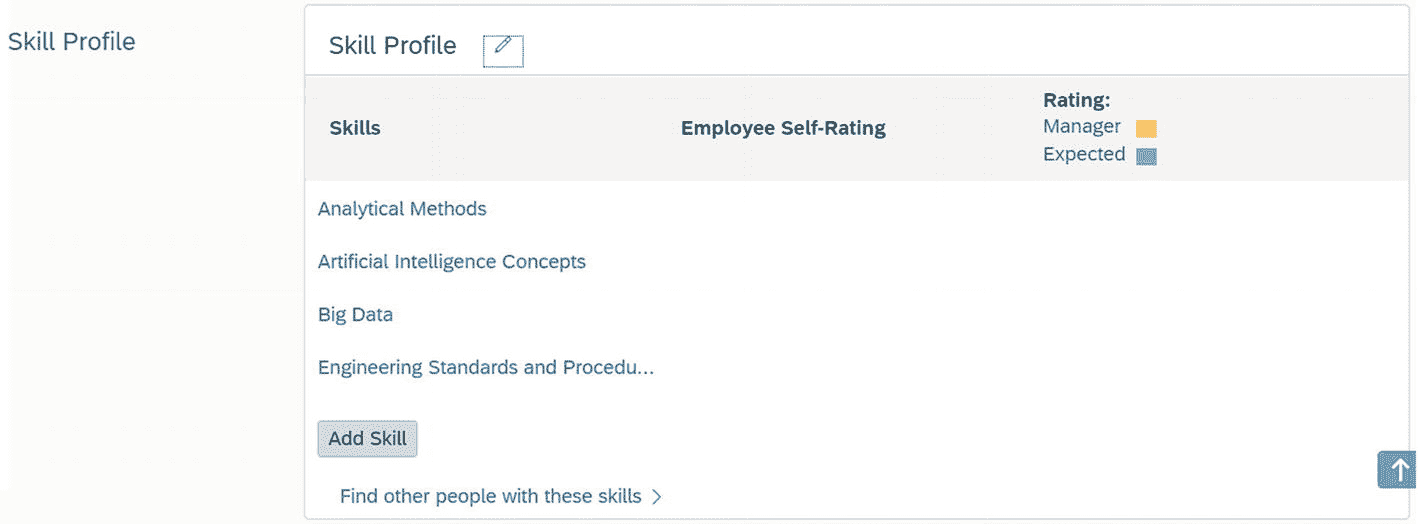 Skill Profile
Skill Profile
Skills
Employee Self-Rating
Rating:
Manager
Expected
Analytical Methods
Artificial Intelligence Concepts
Big Data
Engineering Standards and Procedu...
Add Skill
Find other people with these skills